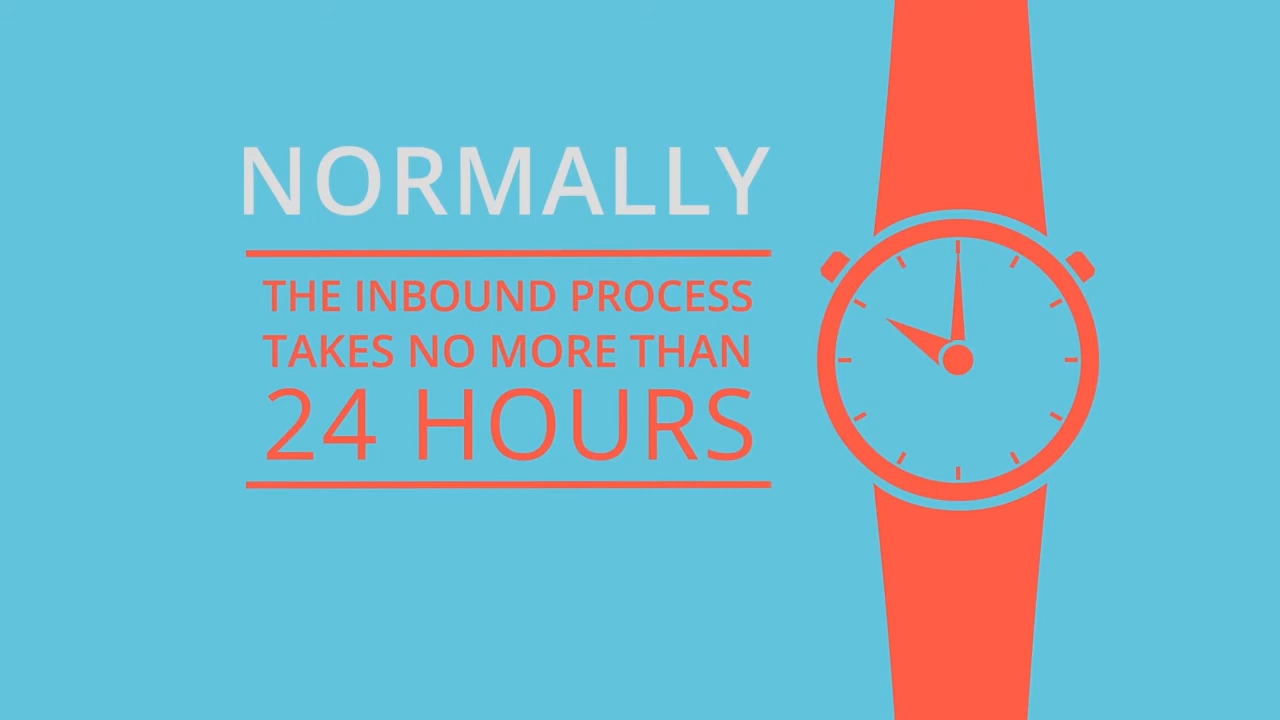 NORMALLY
THE INBOUND PROCESS
TAKES NO MORE THAN
24 HOURS